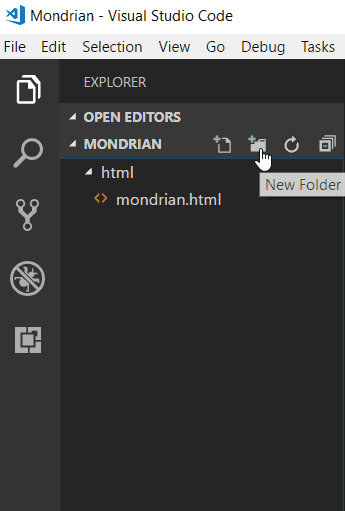 Mondrian - Visual Studio Code
File Edit Selection View Go Debug Tasks
EXPLORER
OPEN EDITORS
MONDRIAN
html
<> mondrian.html
New Folder